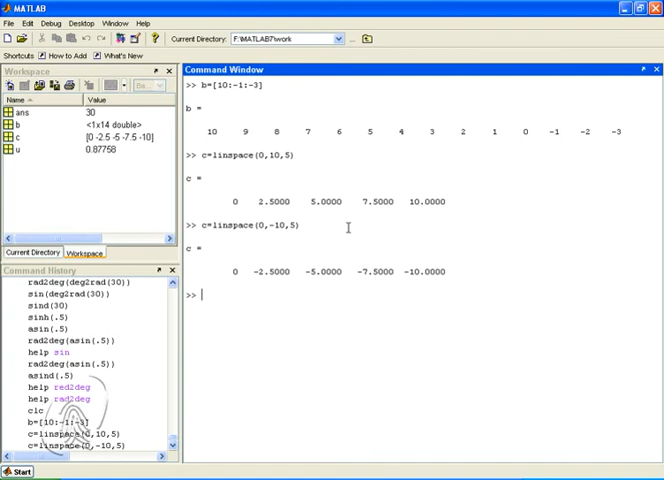 MATLAB
File Edit Debug Desktop Window Help
Current Directory: F:\MATLAB7\work
Shortcuts How to Add What's New
Workspace
Name Value
ans 30
b <1x14 double>
c [0 -2.5 -5 -7.5 -10]
u 0.87758
Current Directory Workspace
Command History
rad2deg(deg2rad(30))
sin(deg2rad(30))
sind(30)
sinh(.5)
asin(.5)
rad2deg(asin(.5))
help sin
rad2deg(asin(.5))
asind(.5)
help red2deg
help rad2deg
clc
b=[10:-1:-3]
c=linspace(0,10,5)
c=linspace(0,-10,5)
Command Window
>> b=[10:-1:-3]
b =
10 9 8 7 6 5 4 3 2 1 0 -1 -2 -3
>> c=linspace(0,10,5)
c =
0 2.5000 5.0000 7.5000 10.0000
>> c=linspace(0,-10,5)
c =
0 -2.5000 -5.0000 -7.5000 -10.0000
>>
Start